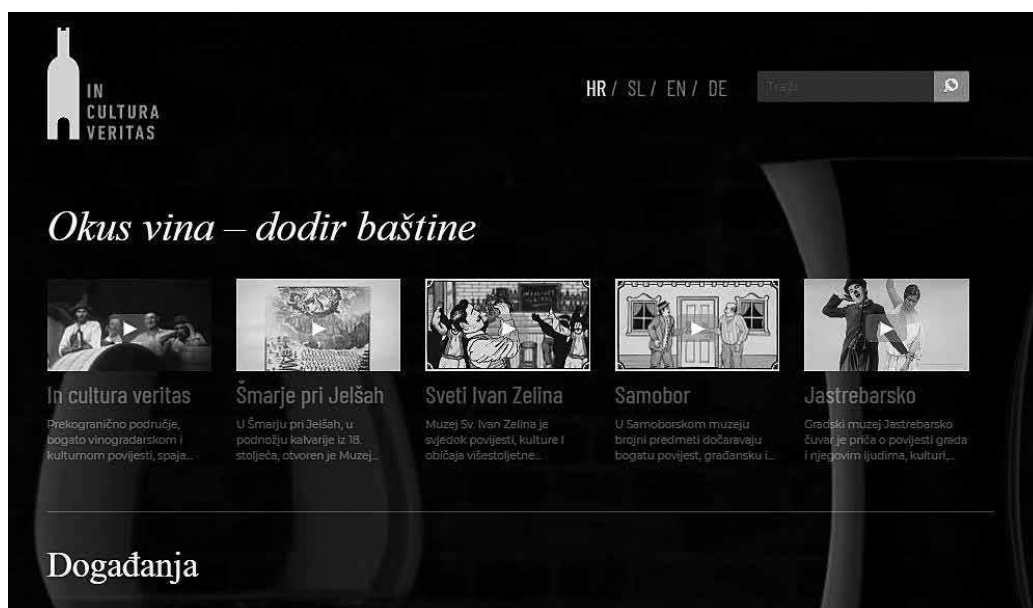 IN
CULTURA
VERITAS
HR / SL / EN / DE
Traži
Okus vina – dodir baštine
In cultura veritas
Prekogranično područje,
bogato vinogradarskom i
kulturnom povijesti, spaja...
Šmarje pri Jelšah
U Šmarju pri Jelšah, u
podnožju kalvarije iz 18.
stoljeća, otvoren je Muzej...
Sveti Ivan Zelina
Muzej Sv. Ivan Zelina je
svjedok povijesti, kulture I
običaja višestoljetne...
Samobor
U Samoborskom muzeju
brojni predmeti dočaravaju
bogatu povijest, građansku i...
Jastrebarsko
Gradski muzej Jastrebarsko
čuvar je priča o povijesti grada
i njegovim ljudima, kulturi,...
Događanja